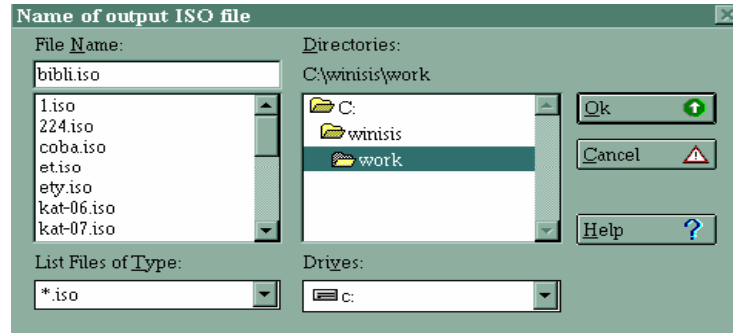 Name of output ISO file
File Name:
bibli.iso
1.iso
224.iso
coba.iso
et.iso
ety.iso
kat-06.iso
kat-07.iso
List Files of Type:
*.iso
Directories:
C:\winisis\work
C:
winisis
work
Drives:
c:
Ok
Cancel
Help